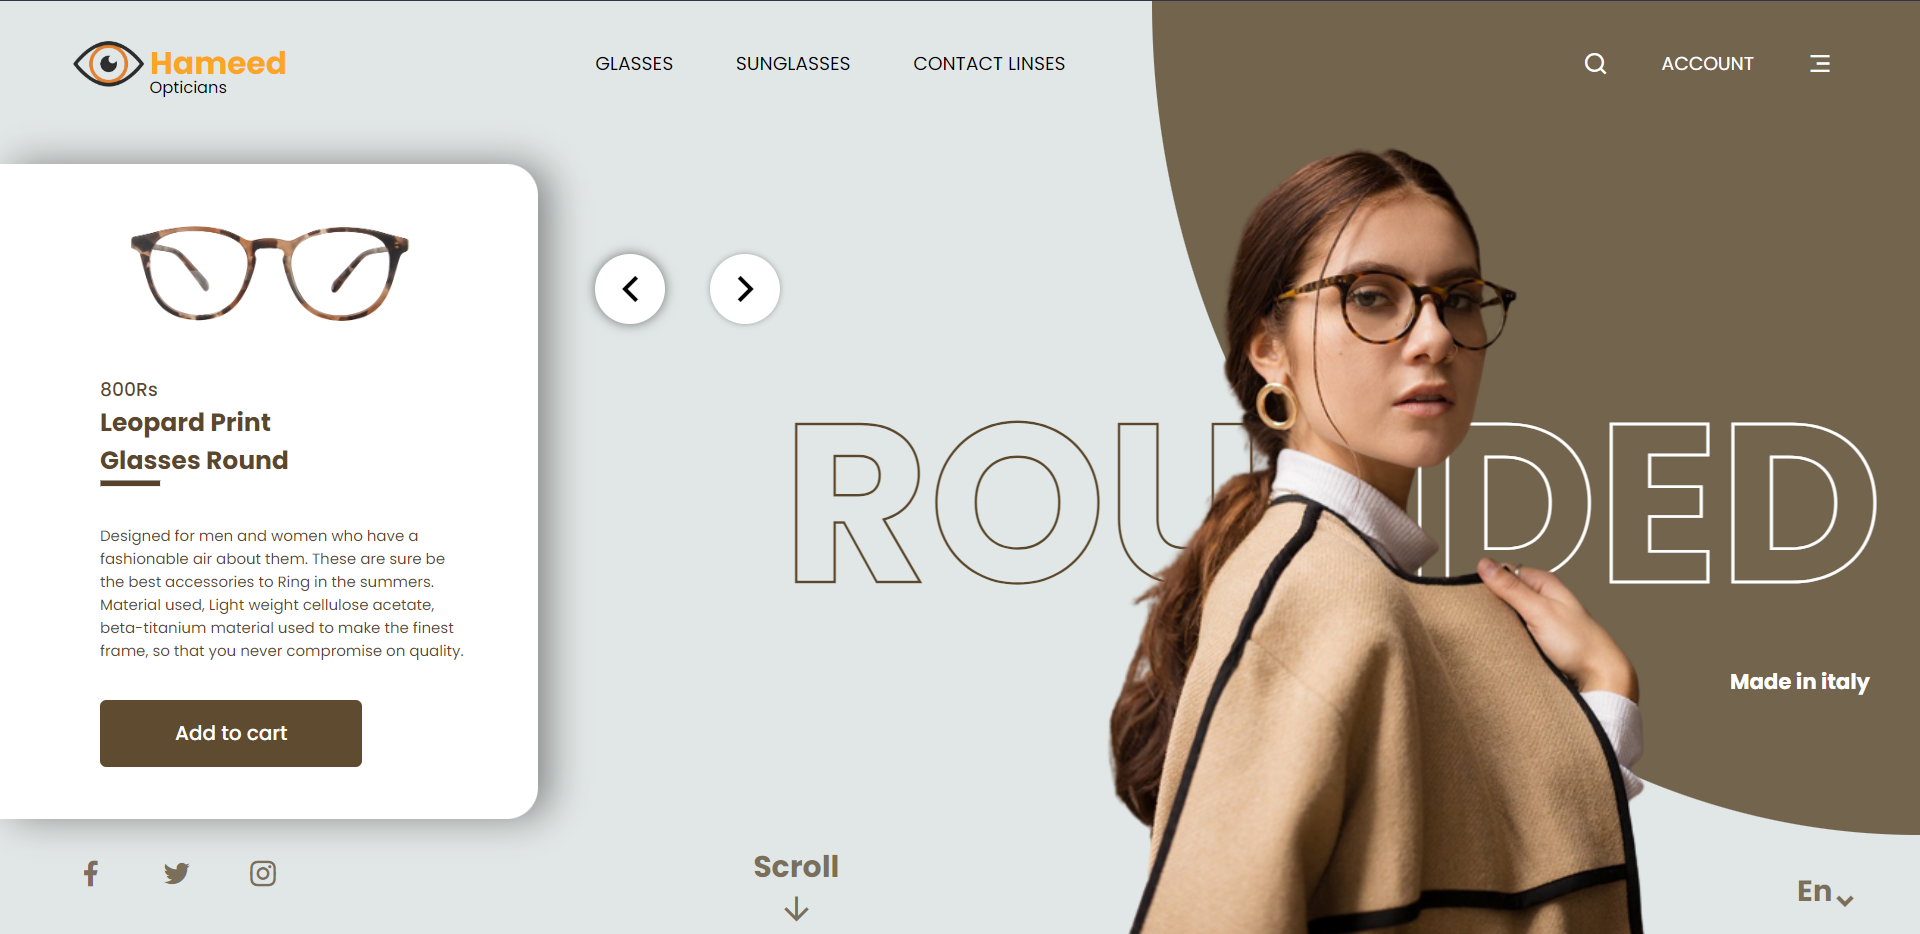 Hameed
Opticians
GLASSES
SUNGLASSES
CONTACT LINSES
ACCOUNT
800Rs
Leopard Print
Glasses Round
Designed for men and women who have a
fashionable air about them. These are sure be
the best accessories to Ring in the summers.
Material used, Light weight cellulose acetate,
beta-titanium material used to make the finest
frame, so that you never compromise on quality.
Add to cart
ROUNDED
Made in italy
Scroll
En